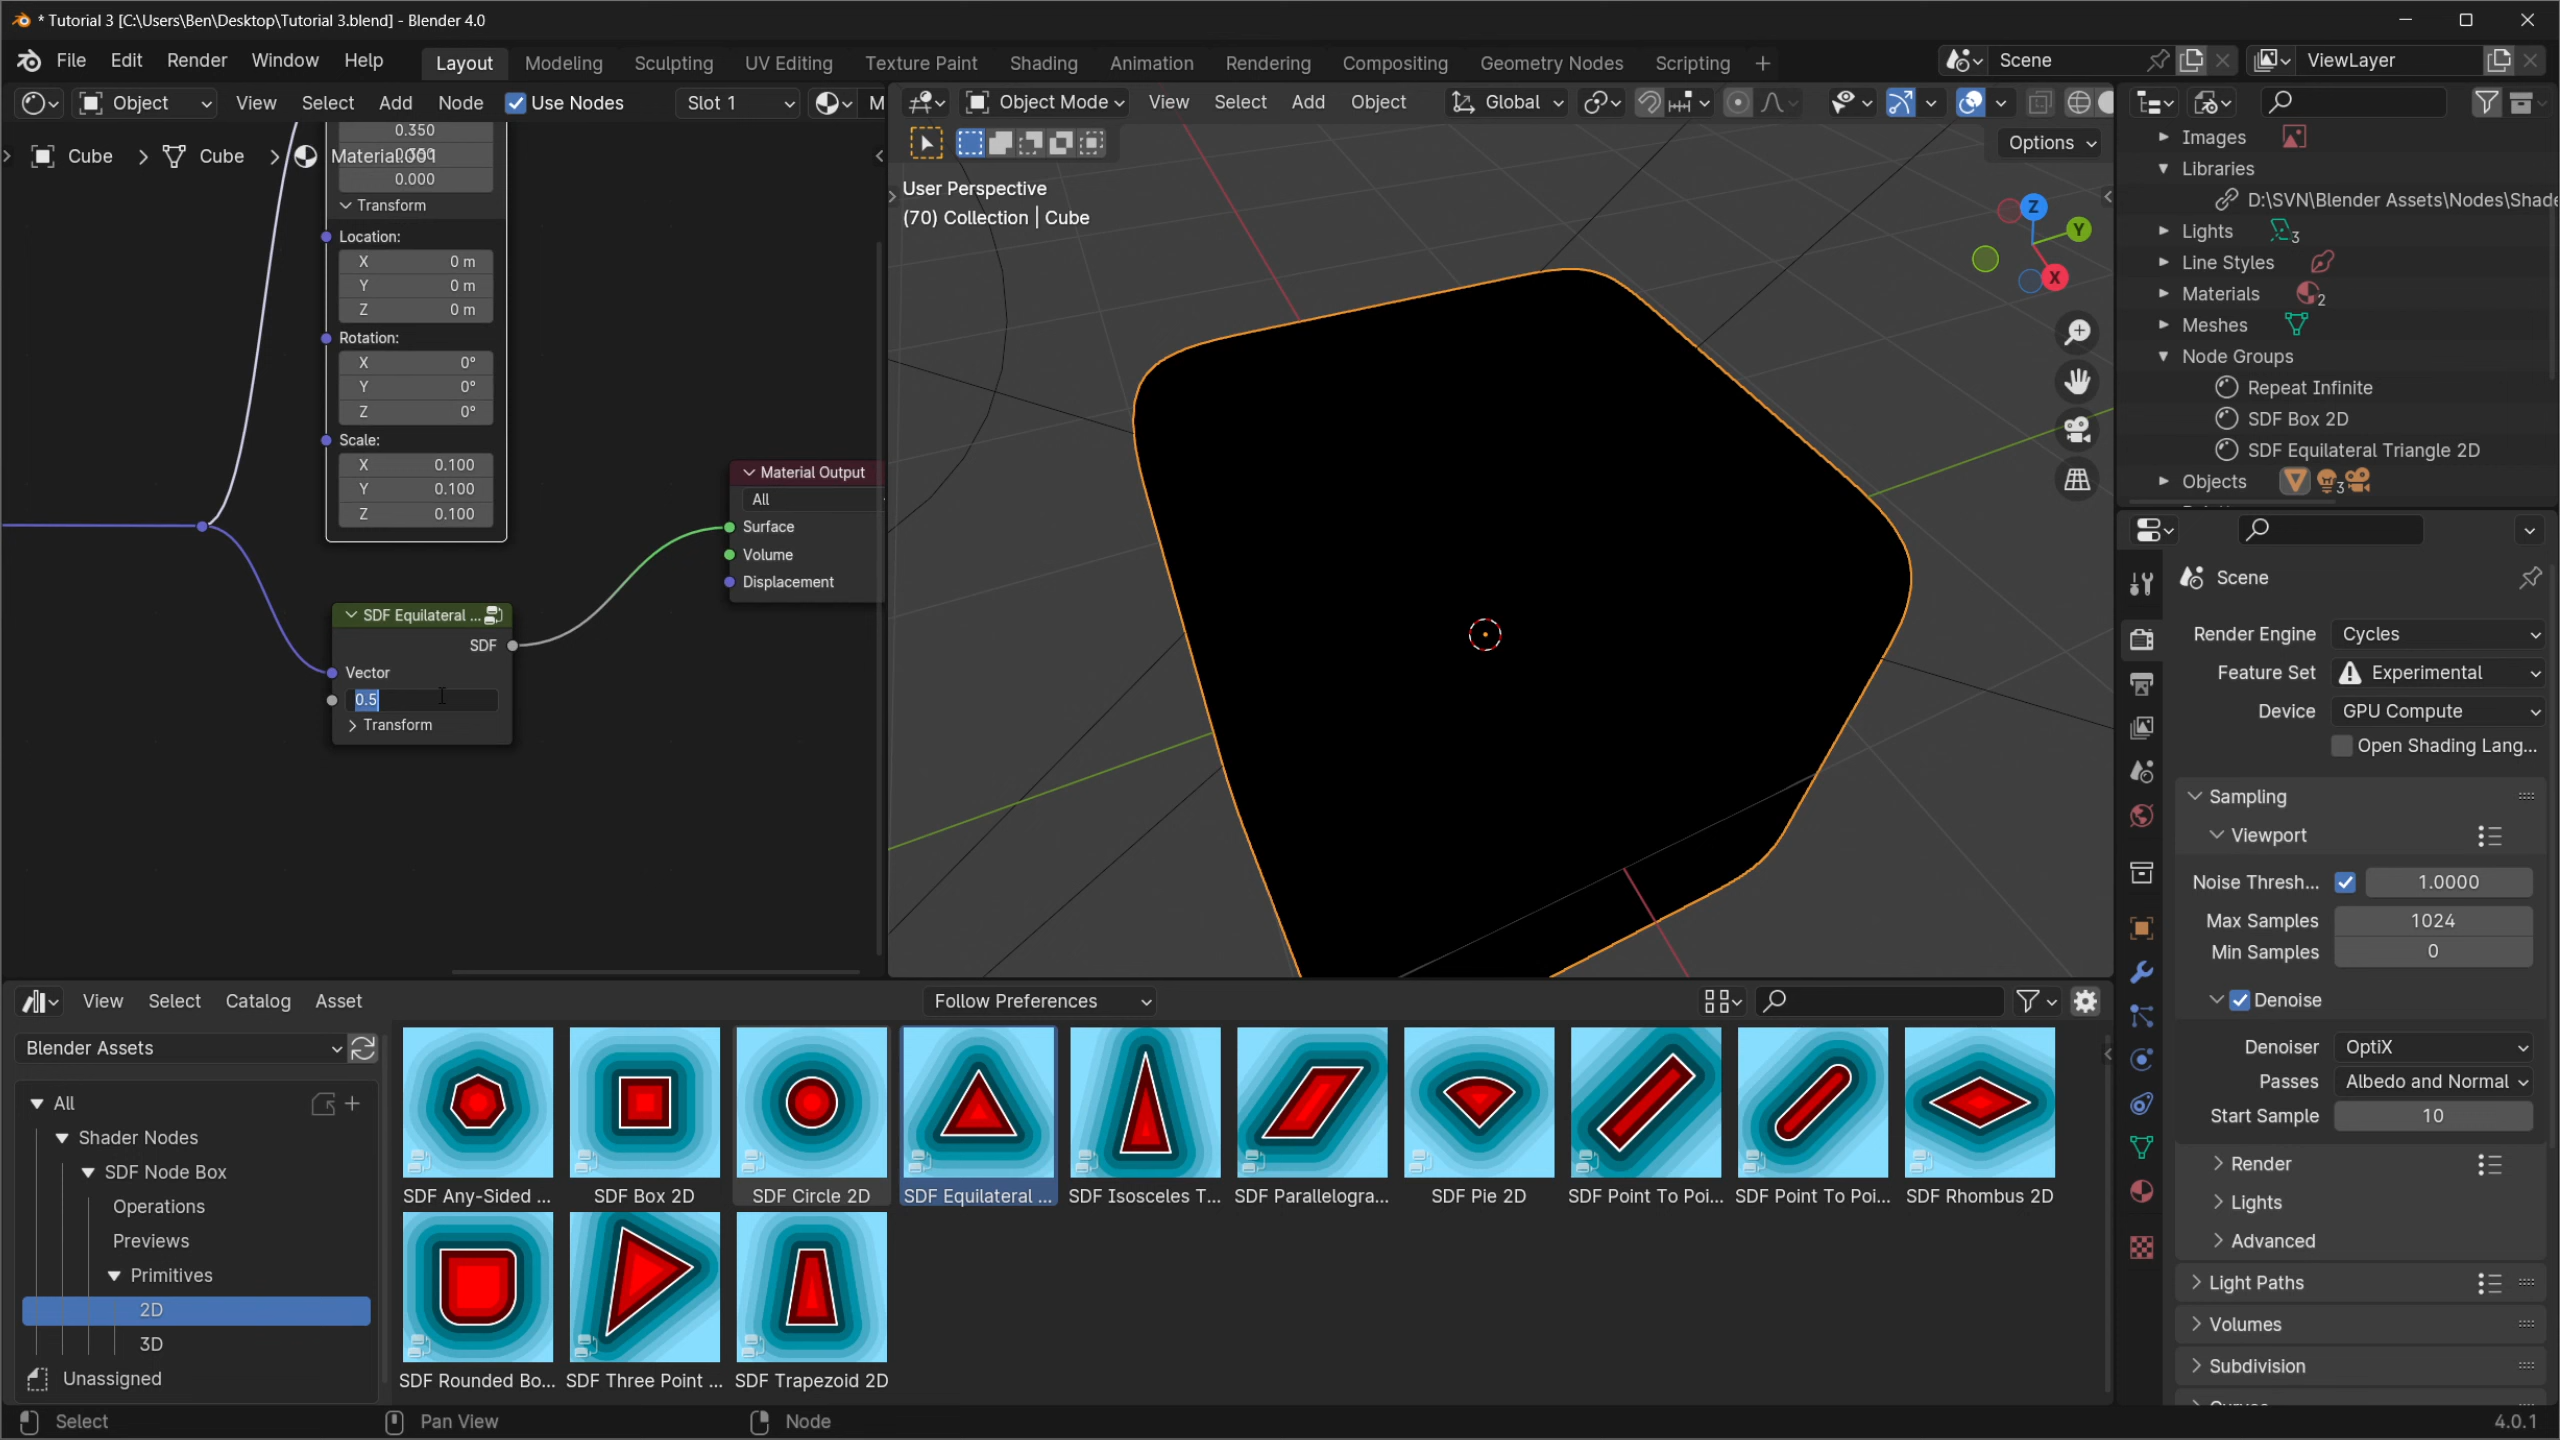 * Tutorial 3 [C:\Users\Ben\Desktop\Tutorial 3.blend] - Blender 4.0
File Edit Render Window Help Layout Modeling Sculpting UV Editing Texture Paint Shading Animation Rendering Compositing Geometry Nodes Scripting + Scene ViewLayer
Object View Select Add Node Use Nodes Slot 1 M
Object Mode View Select Add Object Global
Options
Cube > Cube > Material.001
0.350
0.350
0.000
Transform
Location:
X 0 m
Y 0 m
Z 0 m
Rotation:
X 0°
Y 0°
Z 0°
Scale:
X 0.100
Y 0.100
Z 0.100
Material Output
All
Surface
Volume
Displacement
SDF Equilateral ...
SDF
Vector
0.5
Transform
User Perspective
(70) Collection | Cube
Z
Y
X
Images
Libraries
D:\SVN\Blender Assets\Nodes\Shade
Lights 3
Line Styles
Materials 2
Meshes
Node Groups
Repeat Infinite
SDF Box 2D
SDF Equilateral Triangle 2D
Objects 3
Scene
Render Engine Cycles
Feature Set Experimental
Device GPU Compute
Open Shading Lang...
Sampling
Viewport
Noise Thresh... 1.0000
Max Samples 1024
Min Samples 0
Denoise
Denoiser OptiX
Passes Albedo and Normal
Start Sample 10
Render
Lights
Advanced
Light Paths
Volumes
Subdivision
View Select Catalog Asset Follow Preferences
Blender Assets
All
Shader Nodes
SDF Node Box
Operations
Previews
Primitives
2D
3D
Unassigned
SDF Any-Sided ... SDF Box 2D SDF Circle 2D SDF Equilateral ... SDF Isosceles T... SDF Parallelogra... SDF Pie 2D SDF Point To Poi... SDF Point To Poi... SDF Rhombus 2D
SDF Rounded Bo... SDF Three Point ... SDF Trapezoid 2D
Select Pan View Node 4.0.1